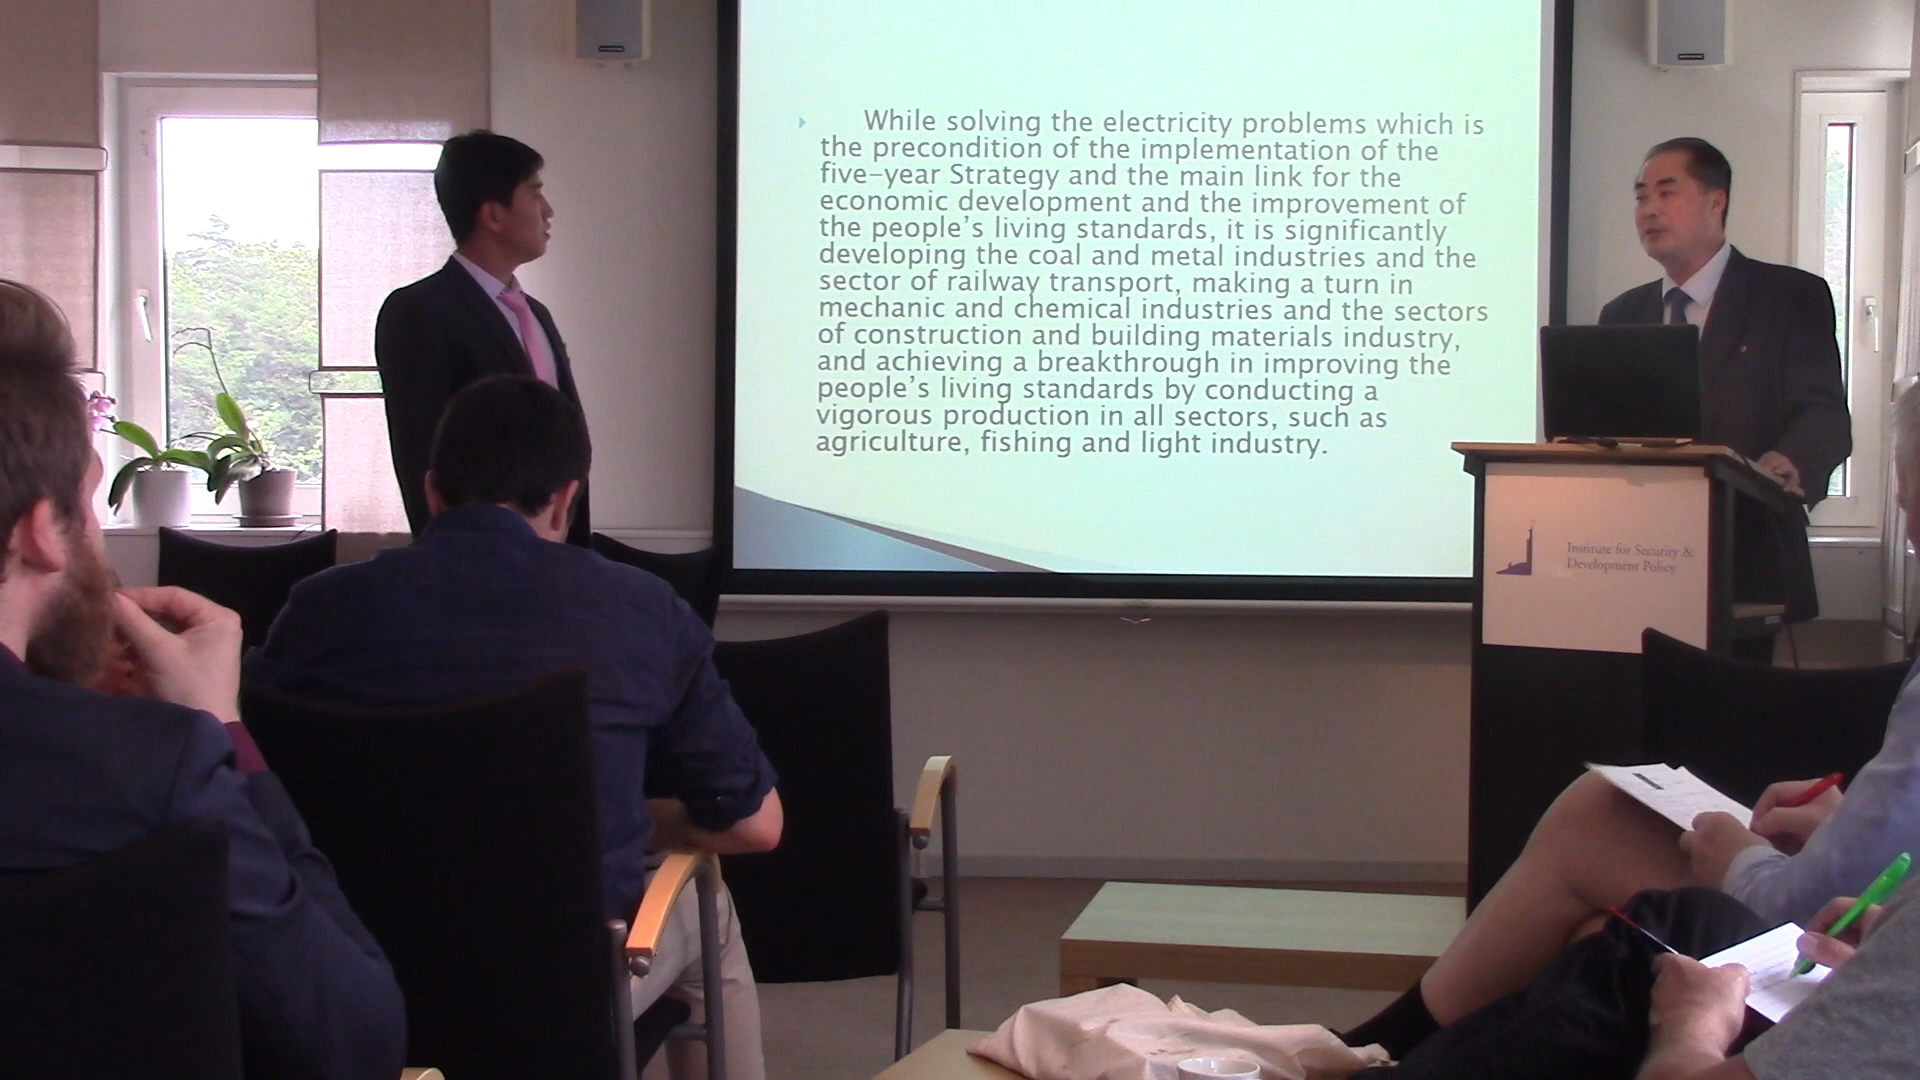 While solving the electricity problems which is
the precondition of the implementation of the
five-year Strategy and the main link for the
economic development and the improvement of
the people's living standards, it is significantly
developing the coal and metal industries and the
sector of railway transport, making a turn in
mechanic and chemical industries and the sectors
of construction and building materials industry,
and achieving a breakthrough in improving the
people's living standards by conducting a
vigorous production in all sectors, such as
agriculture, fishing and light industry.
Institute for Security &
Development Policy